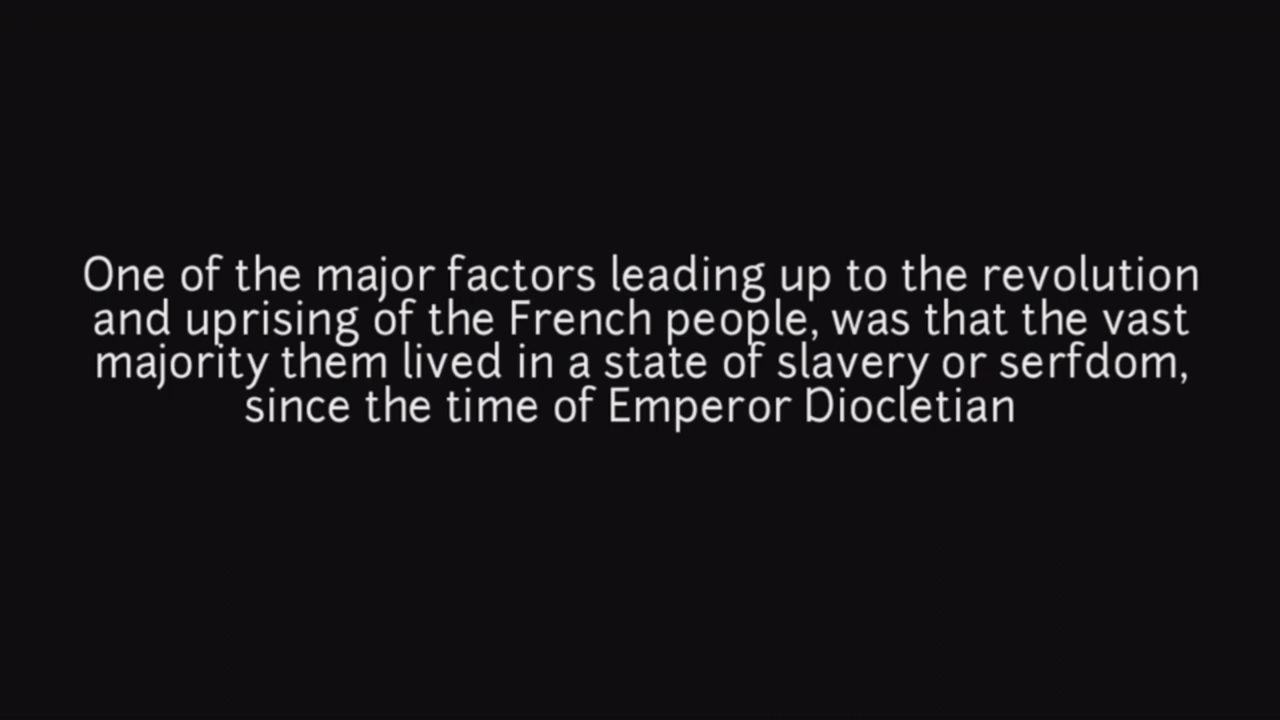 One of the major factors leading up to the revolution
and uprising of the French people, was that the vast
majority them lived in a state of slavery or serfdom,
since the time of Emperor Diocletian